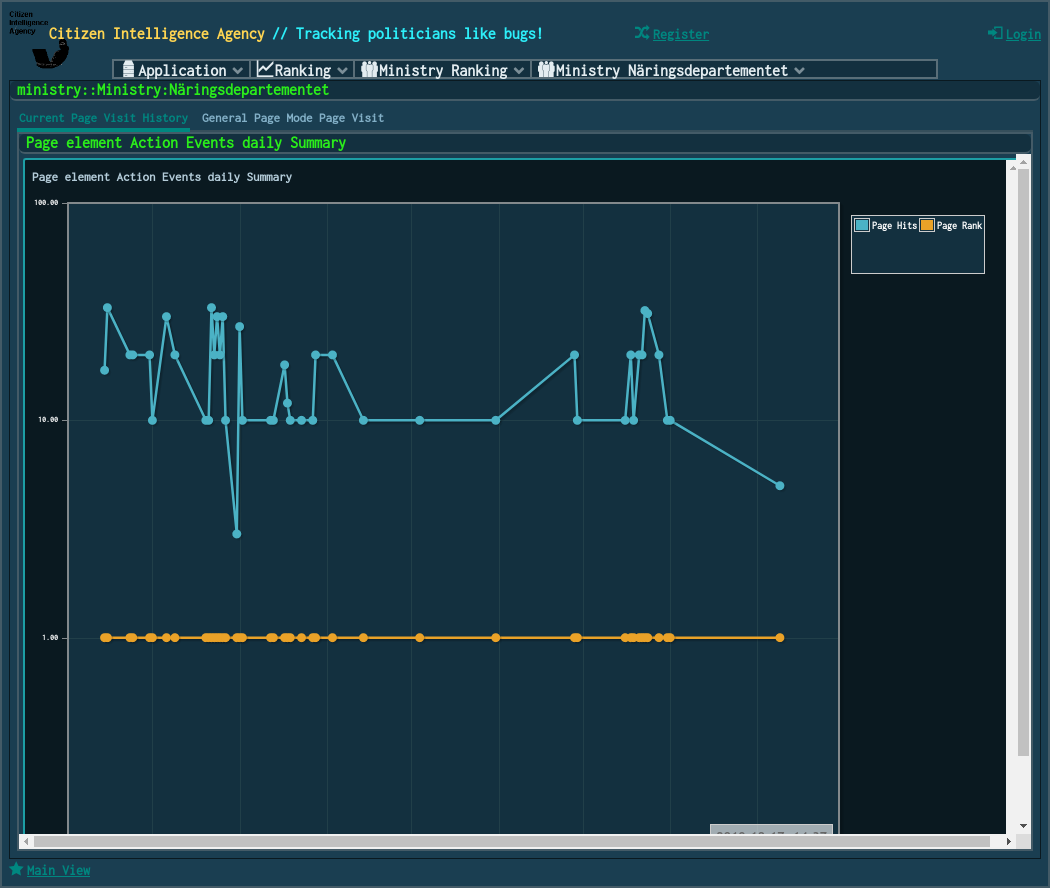 Citizen
Intelligence
Agency
Citizen Intelligence Agency // Tracking politicians like bugs!
Register
Login
Application
Ranking
Ministry Ranking
Ministry Näringsdepartementet
ministry::Ministry:Näringsdepartementet
Current Page Visit History
General Page Mode Page Visit
Page element Action Events daily Summary
Page element Action Events daily Summary
100.00
Page Hits
Page Rank
10.00
1.00
Main View